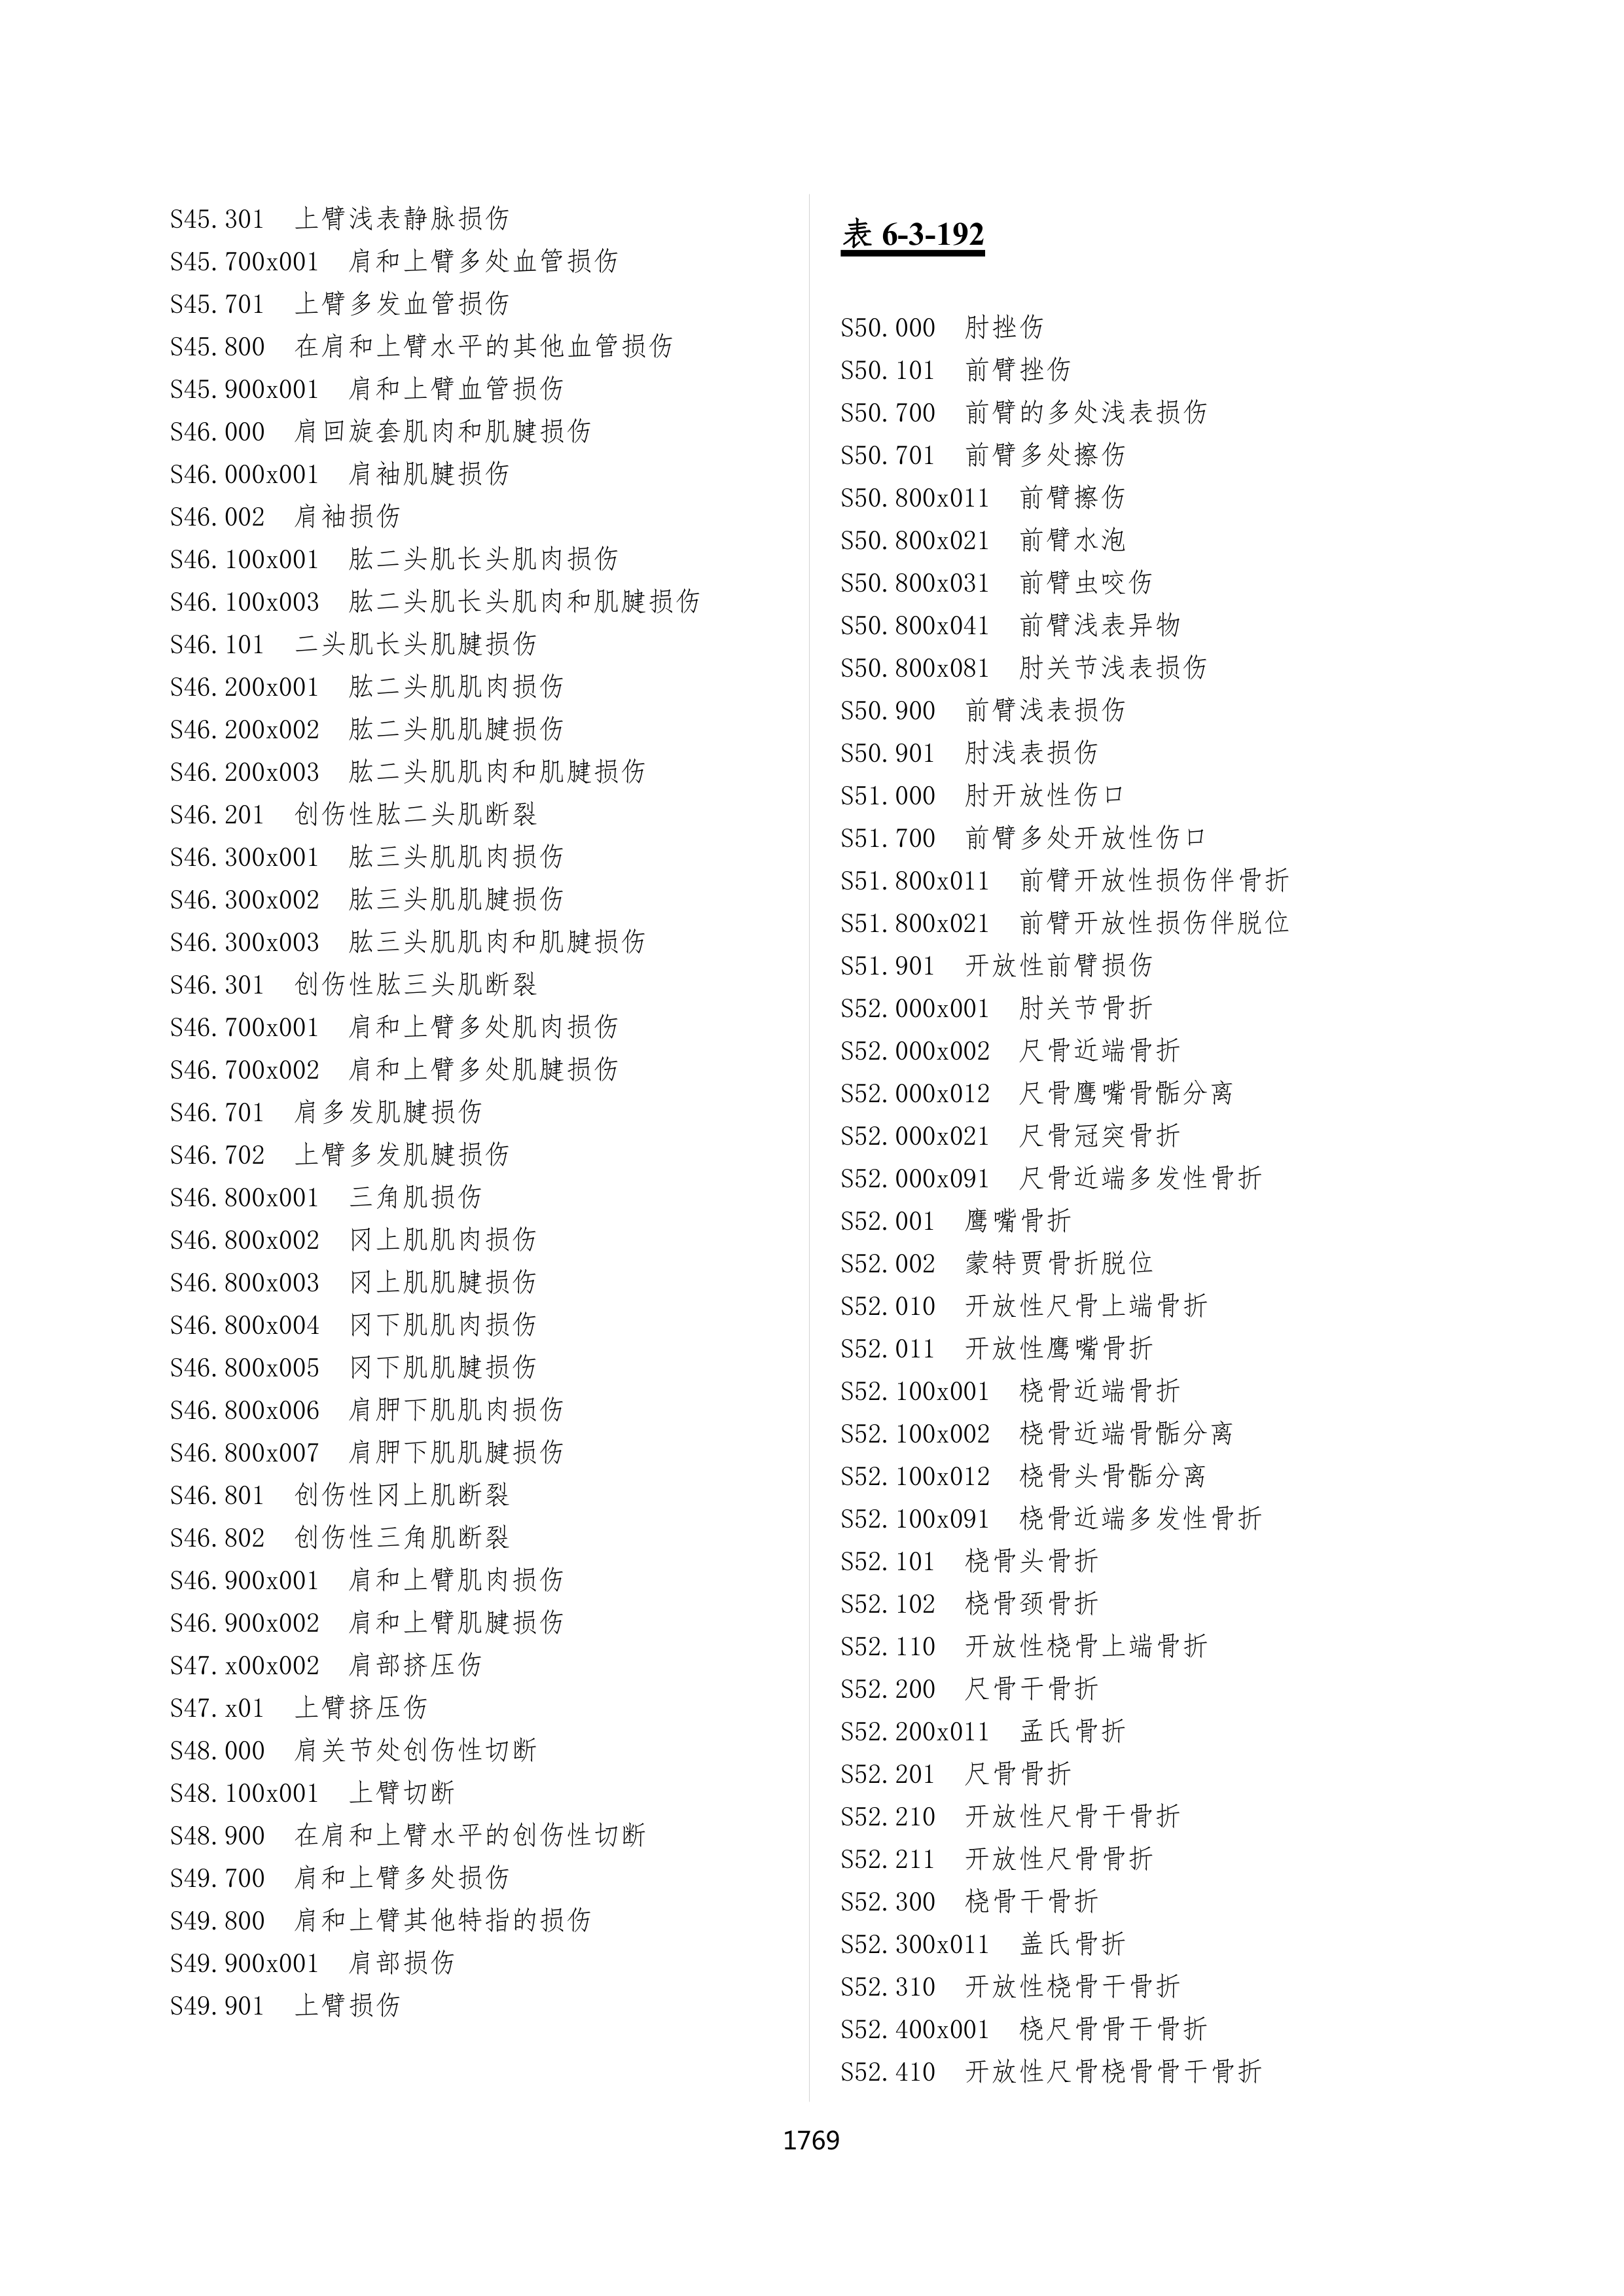 S45.301 上臂浅表静脉损伤
S45.700x001 肩和上臂多处血管损伤
S45.701 上臂多发血管损伤
S45.800 在肩和上臂水平的其他血管损伤
S45.900x001 肩和上臂血管损伤
S46.000 肩回旋套肌肉和肌腱损伤
S46.000x001 肩袖肌腱损伤
S46.002 肩袖损伤
S46.100x001 肱二头肌长头肌肉损伤
S46.100x003 肱二头肌长头肌肉和肌腱损伤
S46.101 二头肌长头肌腱损伤
S46.200x001 肱二头肌肌肉损伤
S46.200x002 肱二头肌肌腱损伤
S46.200x003 肱二头肌肌肉和肌腱损伤
S46.201 创伤性肱二头肌断裂
S46.300x001 肱三头肌肌肉损伤
S46.300x002 肱三头肌肌腱损伤
S46.300x003 肱三头肌肌肉和肌腱损伤
S46.301 创伤性肱三头肌断裂
S46.700x001 肩和上臂多处肌肉损伤
S46.700x002 肩和上臂多处肌腱损伤
S46.701 肩多发肌腱损伤
S46.702 上臂多发肌腱损伤
S46.800x001 三角肌损伤
S46.800x002 冈上肌肌肉损伤
S46.800x003 冈上肌肌腱损伤
S46.800x004 冈下肌肌肉损伤
S46.800x005 冈下肌肌腱损伤
S46.800x006 肩胛下肌肌肉损伤
S46.800x007 肩胛下肌肌腱损伤
S46.801 创伤性冈上肌断裂
S46.802 创伤性三角肌断裂
S46.900x001 肩和上臂肌肉损伤
S46.900x002 肩和上臂肌腱损伤
S47.x00x002 肩部挤压伤
S47.x01 上臂挤压伤
S48.000 肩关节处创伤性切断
S48.100x001 上臂切断
S48.900 在肩和上臂水平的创伤性切断
S49.700 肩和上臂多处损伤
S49.800 肩和上臂其他特指的损伤
S49.900x001 肩部损伤
S49.901 上臂损伤
表 6-3-192
S50.000 肘挫伤
S50.101 前臂挫伤
S50.700 前臂的多处浅表损伤
S50.701 前臂多处擦伤
S50.800x011 前臂擦伤
S50.800x021 前臂水泡
S50.800x031 前臂虫咬伤
S50.800x041 前臂浅表异物
S50.800x081 肘关节浅表损伤
S50.900 前臂浅表损伤
S50.901 肘浅表损伤
S51.000 肘开放性伤口
S51.700 前臂多处开放性伤口
S51.800x011 前臂开放性损伤伴骨折
S51.800x021 前臂开放性损伤伴脱位
S51.901 开放性前臂损伤
S52.000x001 肘关节骨折
S52.000x002 尺骨近端骨折
S52.000x012 尺骨鹰嘴骨骺分离
S52.000x021 尺骨冠突骨折
S52.000x091 尺骨近端多发性骨折
S52.001 鹰嘴骨折
S52.002 蒙特贾骨折脱位
S52.010 开放性尺骨上端骨折
S52.011 开放性鹰嘴骨折
S52.100x001 桡骨近端骨折
S52.100x002 桡骨近端骨骺分离
S52.100x012 桡骨头骨骺分离
S52.100x091 桡骨近端多发性骨折
S52.101 桡骨头骨折
S52.102 桡骨颈骨折
S52.110 开放性桡骨上端骨折
S52.200 尺骨干骨折
S52.200x011 孟氏骨折
S52.201 尺骨骨折
S52.210 开放性尺骨干骨折
S52.211 开放性尺骨骨折
S52.300 桡骨干骨折
S52.300x011 盖氏骨折
S52.310 开放性桡骨干骨折
S52.400x001 桡尺骨骨干骨折
S52.410 开放性尺骨桡骨骨干骨折
1769